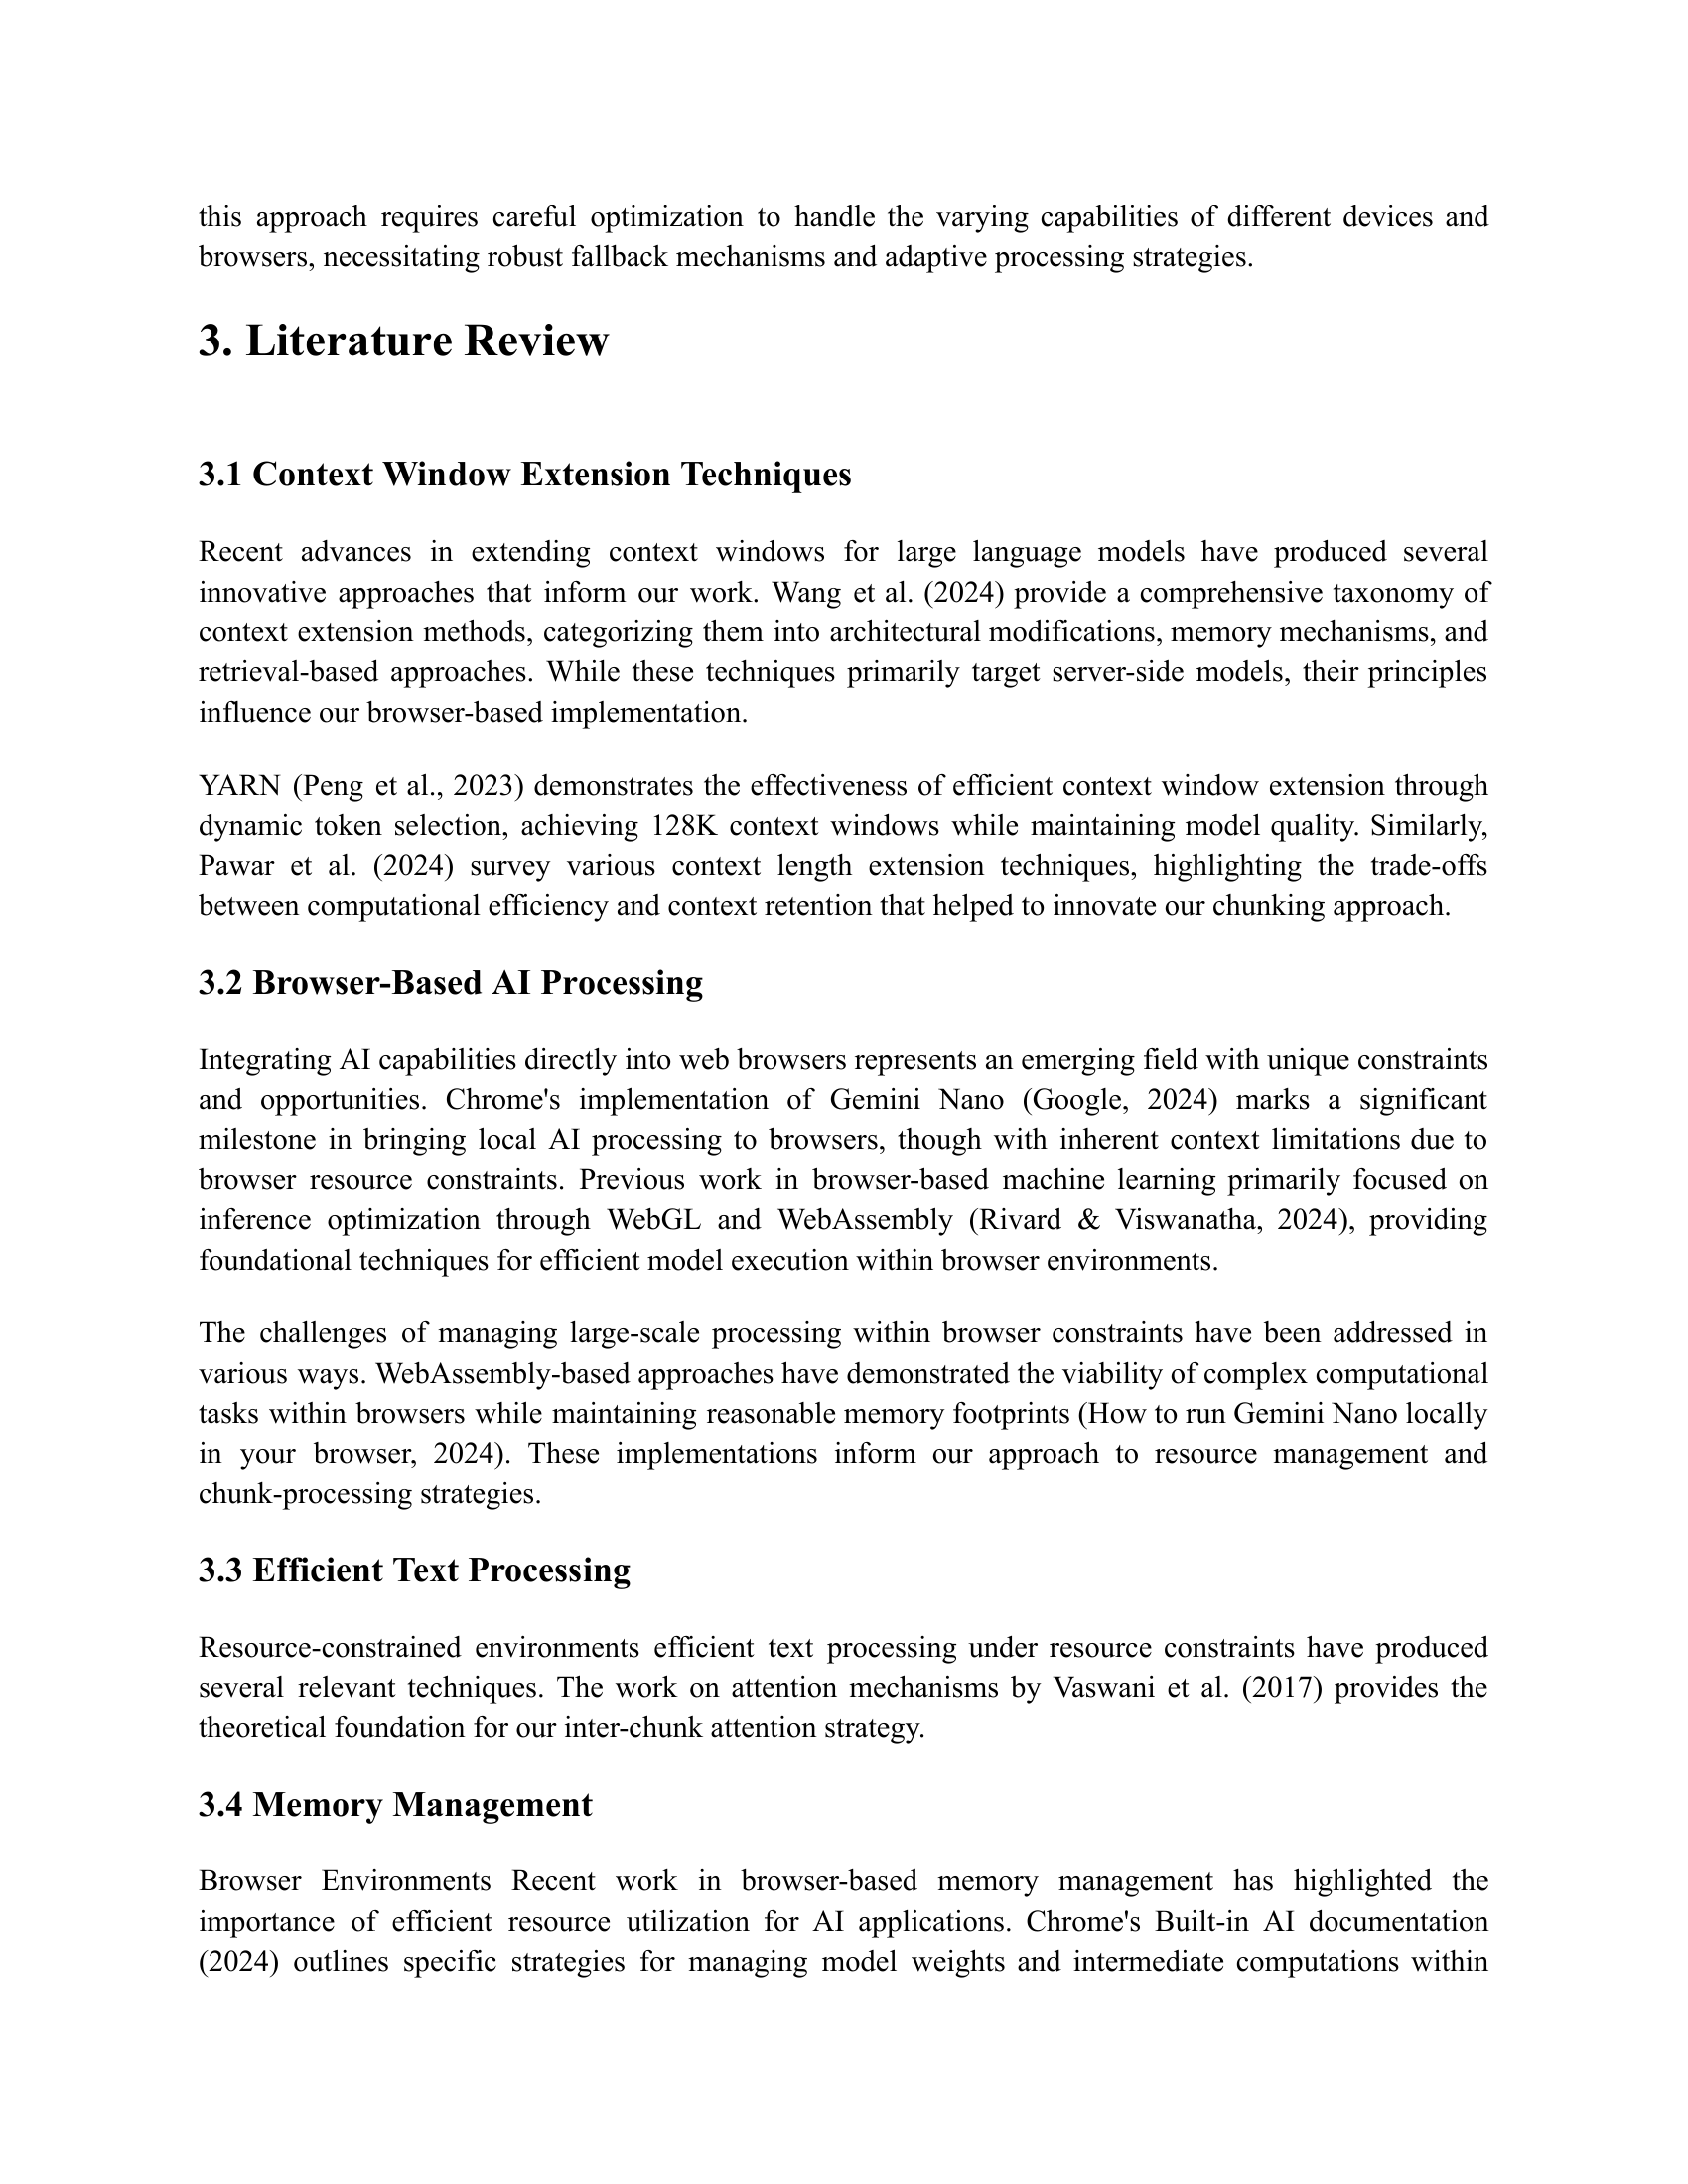 this approach requires careful optimization to handle the varying capabilities of different devices and
browsers, necessitating robust fallback mechanisms and adaptive processing strategies.
3. Literature Review
3.1 Context Window Extension Techniques
Recent advances in extending context windows for large language models have produced several
innovative approaches that inform our work. Wang et al. (2024) provide a comprehensive taxonomy of
context extension methods, categorizing them into architectural modifications, memory mechanisms, and
retrieval-based approaches. While these techniques primarily target server-side models, their principles
influence our browser-based implementation.
YARN (Peng et al., 2023) demonstrates the effectiveness of efficient context window extension through
dynamic token selection, achieving 128K context windows while maintaining model quality. Similarly,
Pawar et al. (2024) survey various context length extension techniques, highlighting the trade-offs
between computational efficiency and context retention that helped to innovate our chunking approach.
3.2 Browser-Based AI Processing
Integrating AI capabilities directly into web browsers represents an emerging field with unique constraints
and opportunities. Chrome's implementation of Gemini Nano (Google, 2024) marks a significant
milestone in bringing local AI processing to browsers, though with inherent context limitations due to
browser resource constraints. Previous work in browser-based machine learning primarily focused on
inference optimization through WebGL and WebAssembly (Rivard & Viswanatha, 2024), providing
foundational techniques for efficient model execution within browser environments.
The challenges of managing large-scale processing within browser constraints have been addressed in
various ways. WebAssembly-based approaches have demonstrated the viability of complex computational
tasks within browsers while maintaining reasonable memory footprints (How to run Gemini Nano locally
in your browser, 2024). These implementations inform our approach to resource management and
chunk-processing strategies.
3.3 Efficient Text Processing
Resource-constrained environments efficient text processing under resource constraints have produced
several relevant techniques. The work on attention mechanisms by Vaswani et al. (2017) provides the
theoretical foundation for our inter-chunk attention strategy.
3.4 Memory Management
Browser Environments Recent work in browser-based memory management has highlighted the
importance of efficient resource utilization for AI applications. Chrome's Built-in AI documentation
(2024) outlines specific strategies for managing model weights and intermediate computations within